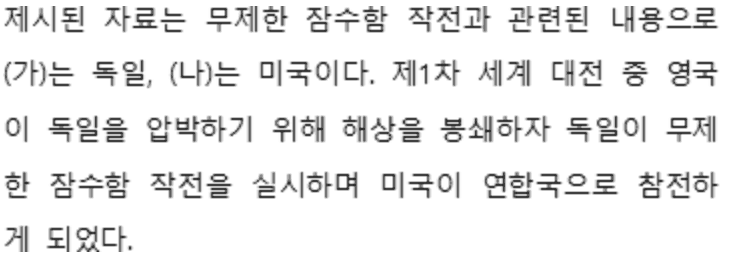 제시된 자료는 무제한 잠수함 작전과 관련된 내용으로
(가)는 독일, (나)는 미국이다. 제1차 세계 대전 중 영국
이 독일을 압박하기 위해 해상을 봉쇄하자 독일이 무제
한 잠수함 작전을 실시하며 미국이 연합국으로 참전하
게 되었다.